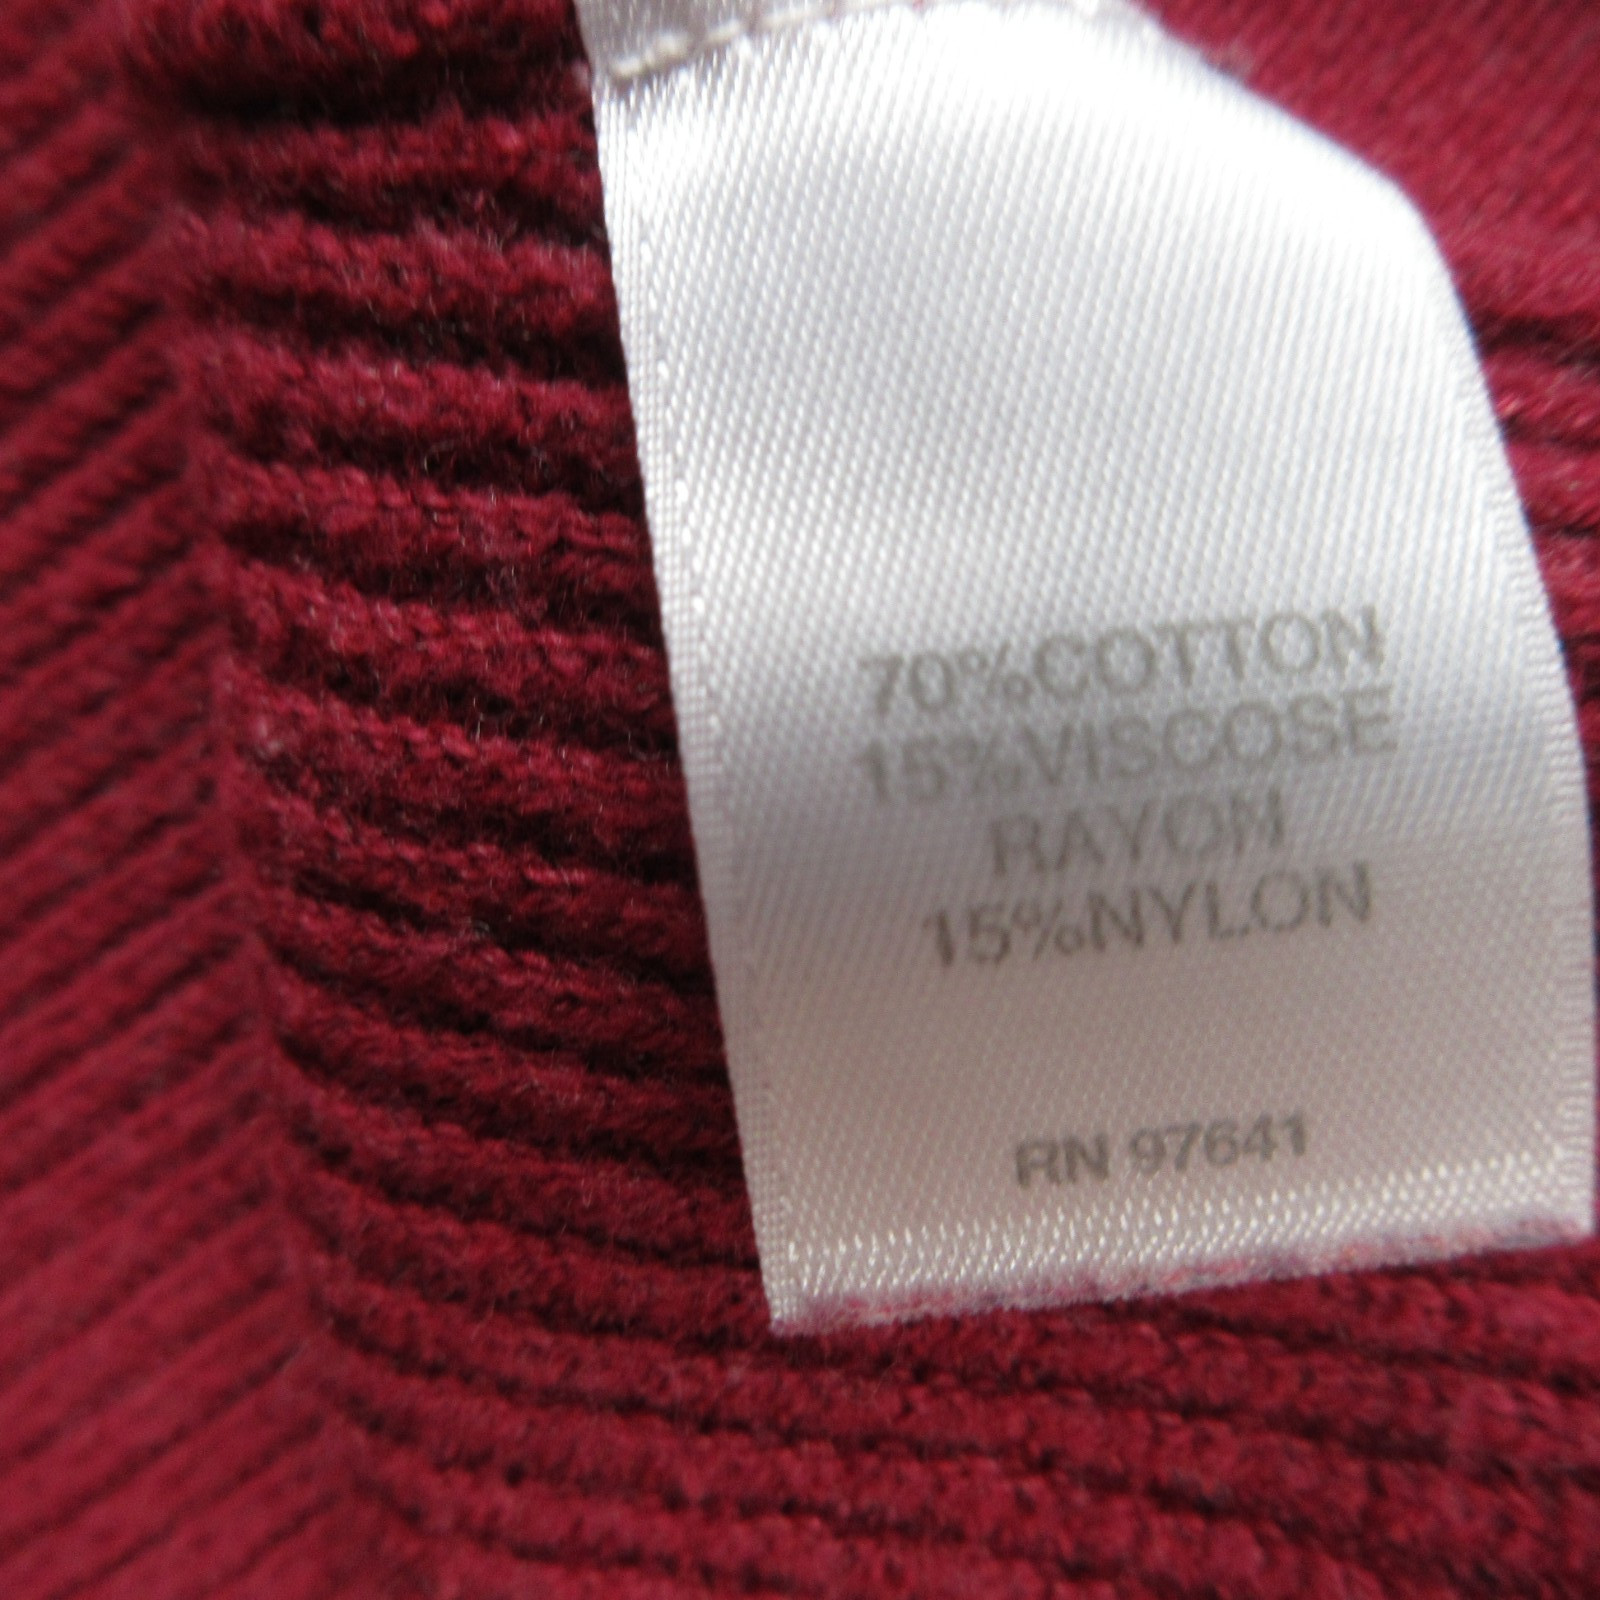 70%COTTON
15%VISCOSE
RAYON
15%NYLON
RN 97641